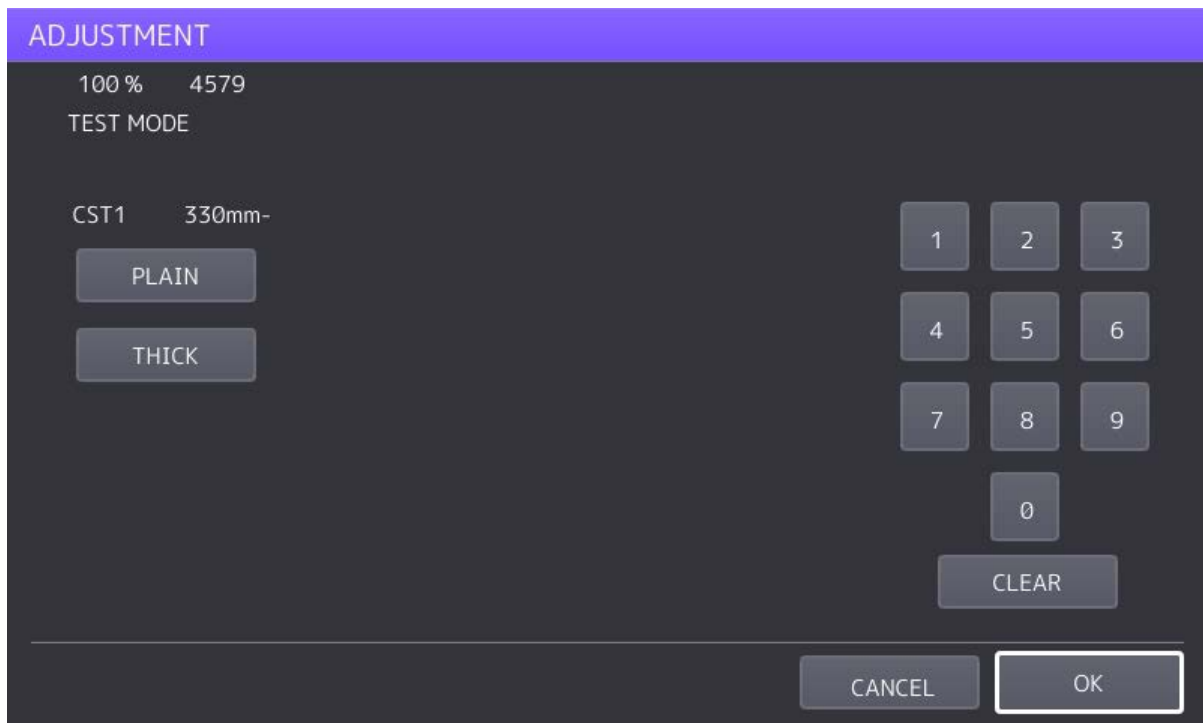 ADJUSTMENT
100 % 4579
TEST MODE
CST1 330mm-
PLAIN
THICK
1 2 3
4 5 6
7 8 9
0
CLEAR
CANCEL OK